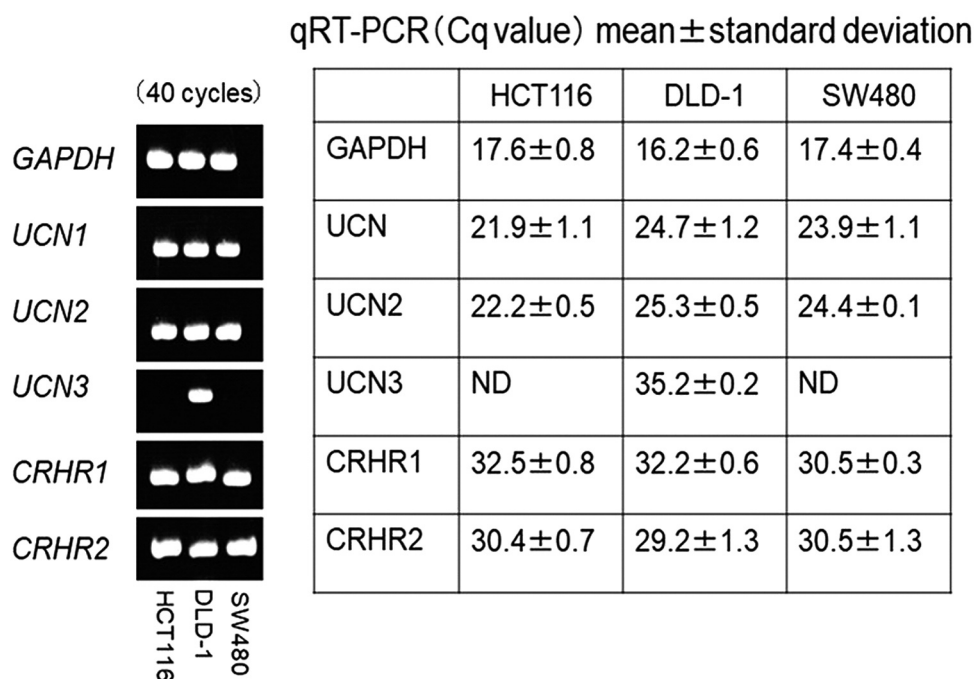 qRT-PCR(Cq value) mean±standard deviation
(40 cycles)
GAPDH
UCN1
UCN2
UCN3
CRHR1
CRHR2
HCT116
DLD-1
SW480
HCT116 DLD-1 SW480
GAPDH 17.6±0.8 16.2±0.6 17.4±0.4
UCN 21.9±1.1 24.7±1.2 23.9±1.1
UCN2 22.2±0.5 25.3±0.5 24.4±0.1
UCN3 ND 35.2±0.2 ND
CRHR1 32.5±0.8 32.2±0.6 30.5±0.3
CRHR2 30.4±0.7 29.2±1.3 30.5±1.3